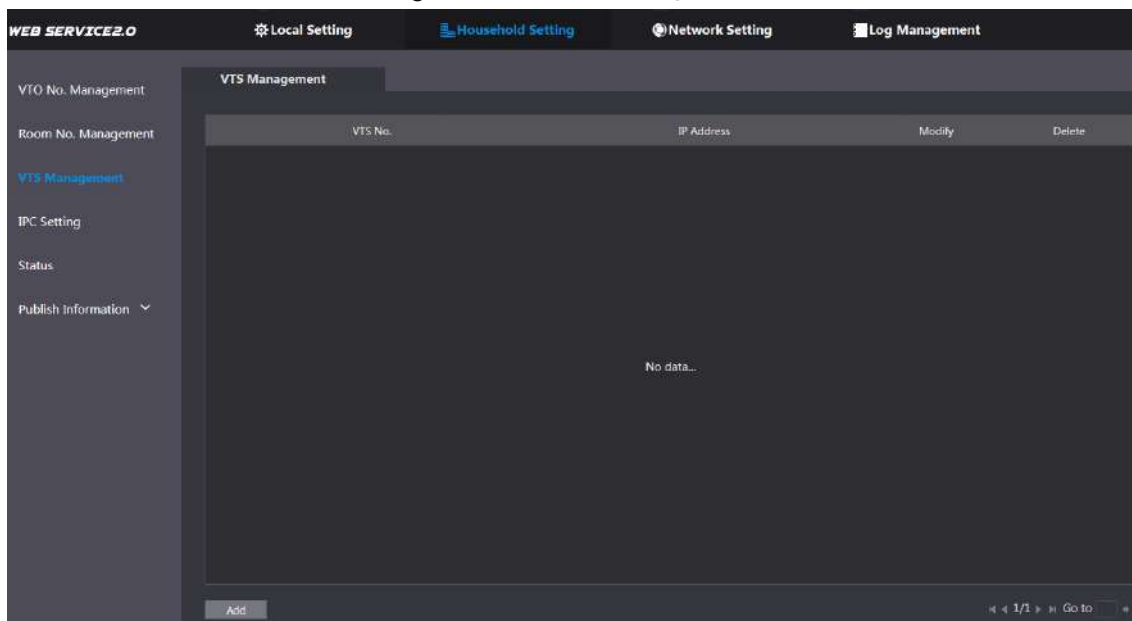 WEB SERVICE2.0 Local Setting Household Setting Network Setting Log Management
VTS Management
VTO No. Management
VTS No. IP Address Modify Delete
Room No. Management
VTS Management
IPC Setting
Status
Publish Information
No data...
Add 1/1 Go to